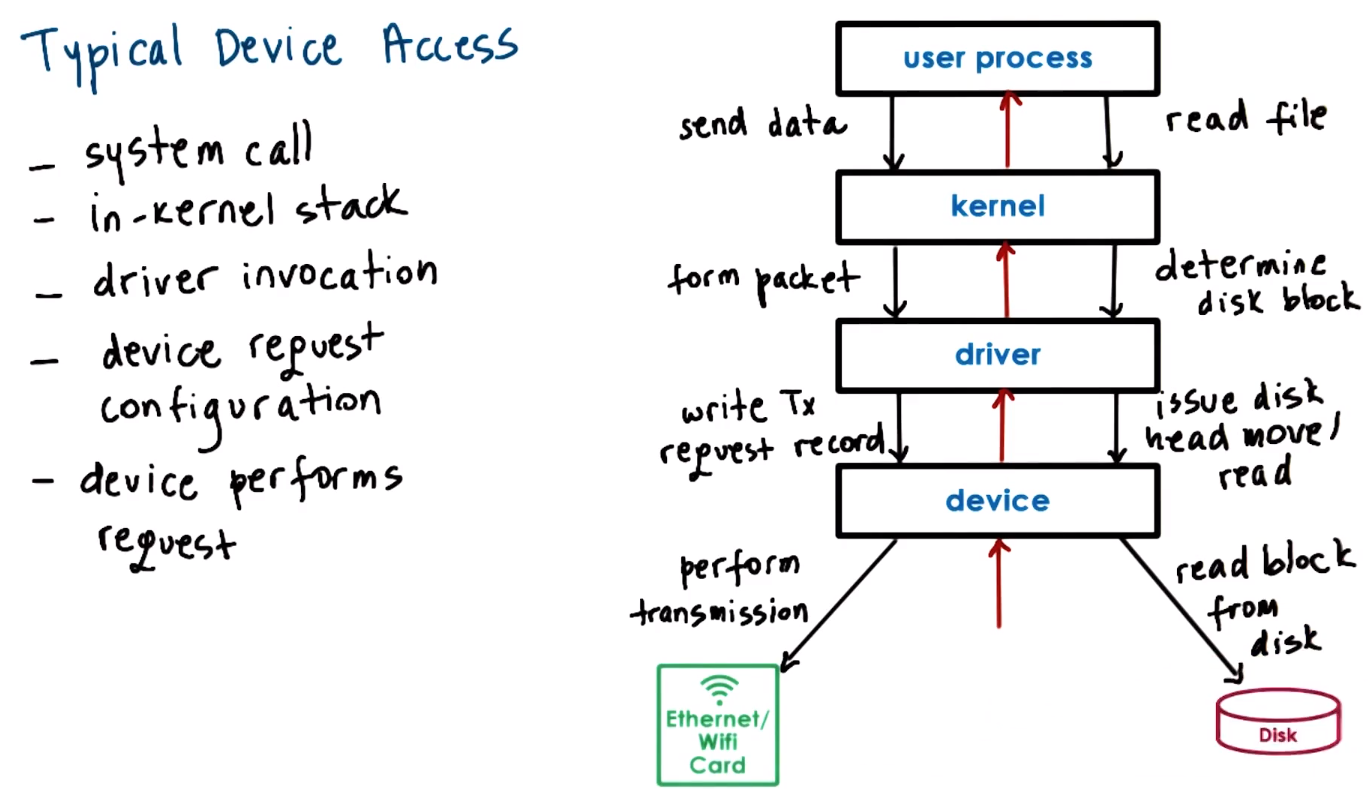 Typical Device Access
- system call
- in-kernel stack
- driver invocation
- device request
configuration
- device performs
request
user process
send data
read file
kernel
form packet
determine
disk block
driver
write Tx
request record
issue disk
head move/
read
device
perform
transmission
read block
from
disk
Ethernet/
Wifi
Card
Disk